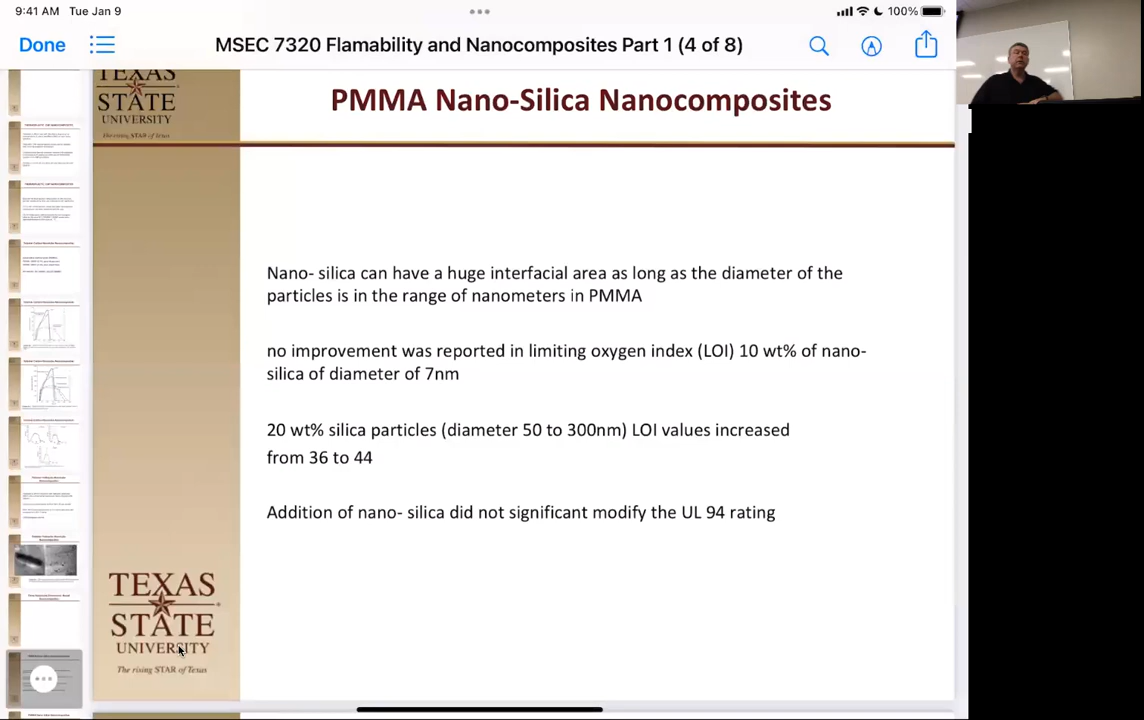 9:41 AM Tue Jan 9
100%
Done
MSEC 7320 Flamability and Nanocomposites Part 1 (4 of 8)
TEXAS
STATE
UNIVERSITY
The rising STAR of Texas
PMMA Nano-Silica Nanocomposites
Nano- silica can have a huge interfacial area as long as the diameter of the
particles is in the range of nanometers in PMMA
no improvement was reported in limiting oxygen index (LOI) 10 wt% of nano-
silica of diameter of 7nm
20 wt% silica particles (diameter 50 to 300nm) LOI values increased
from 36 to 44
Addition of nano- silica did not significant modify the UL 94 rating
TEXAS
STATE
UNIVERSITY
The rising STAR of Texas